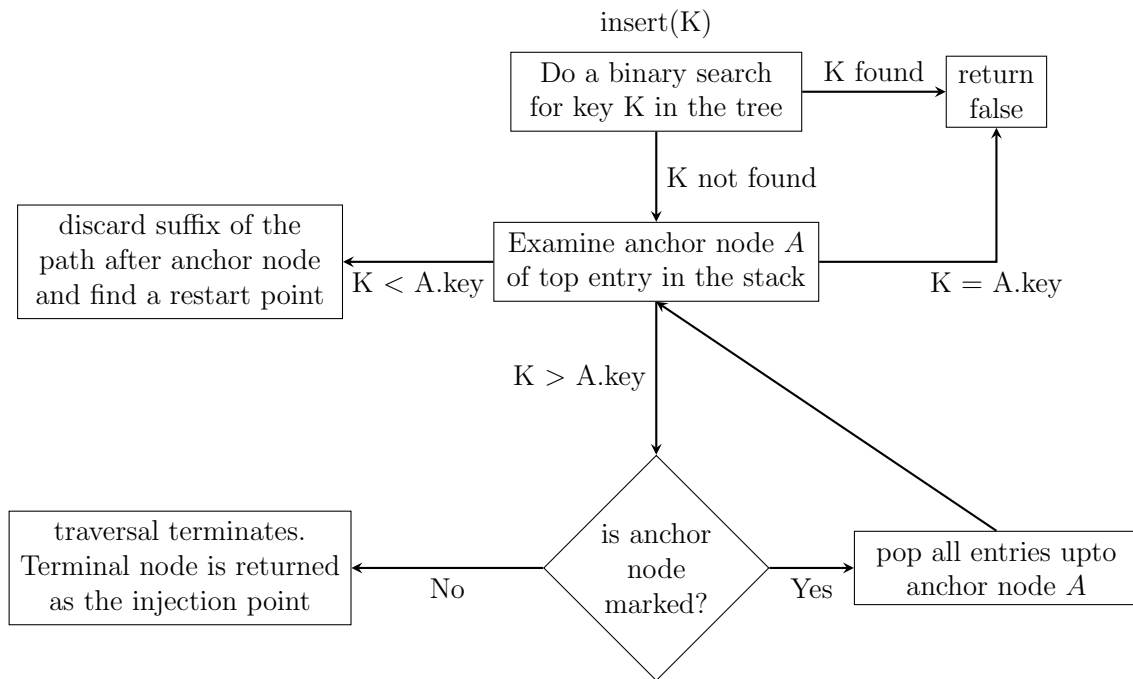 insert(K)
Do a binary search
for key K in the tree
K found
return
false
K not found
discard suffix of the
path after anchor node
and find a restart point
K < A.key
Examine anchor node A
of top entry in the stack
K = A.key
K > A.key
traversal terminates.
Terminal node is returned
as the injection point
No
is anchor
node
marked?
Yes
pop all entries upto
anchor node A